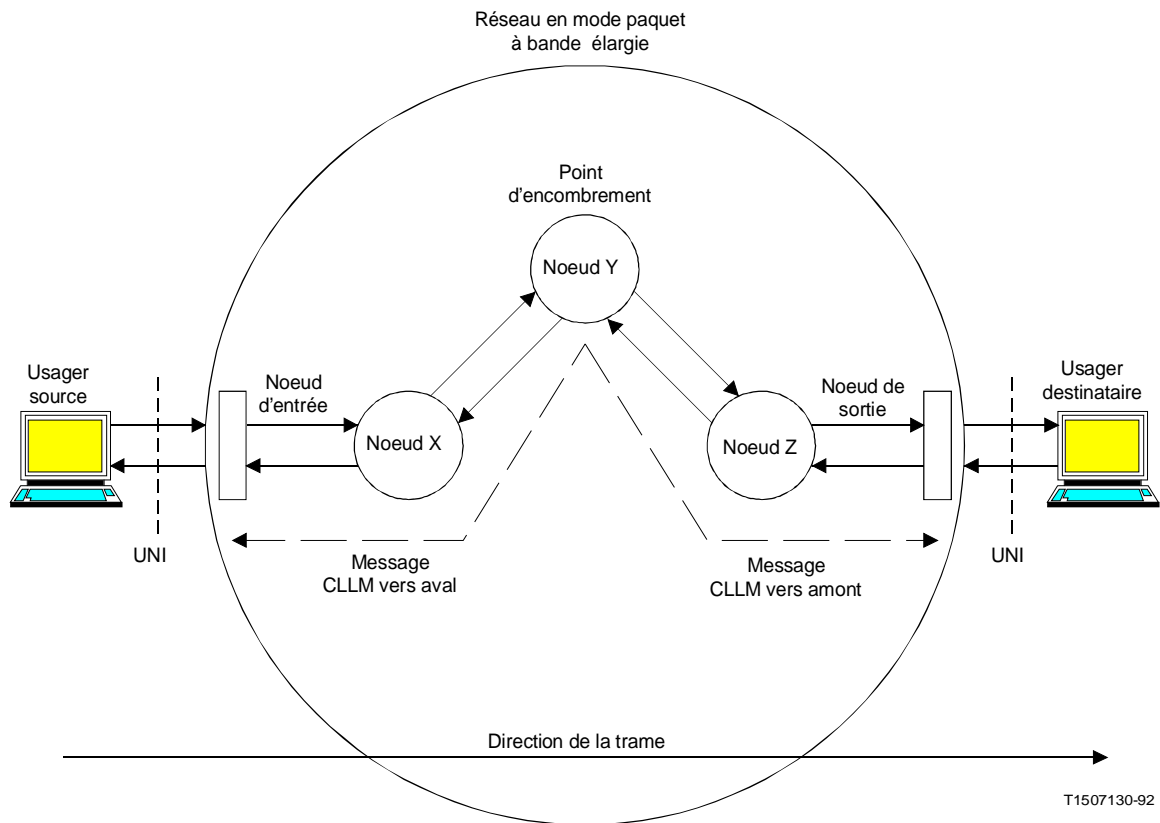 Réseau en mode paquet
à bande élargie
Point
d'encombrement
Noeud Y
Usager
source
Noeud
d'entrée
Noeud X
Noeud Z
Noeud de
sortie
Usager
destinataire
UNI
Message
CLLM vers aval
Message
CLLM vers amont
UNI
Direction de la trame
T1507130-92